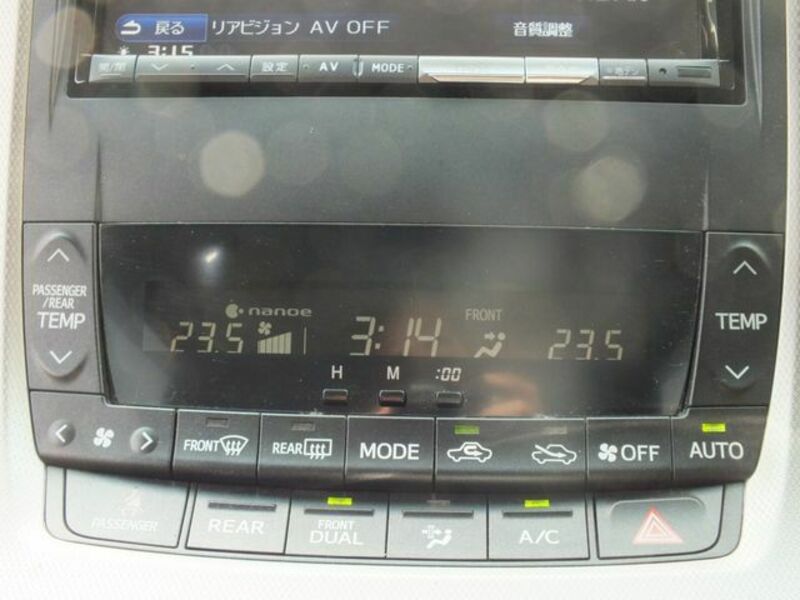 戻る リアビジョン AV OFF 音質調整
3:15
開/閉 設定 AV MODE
PASSENGER
/REAR
TEMP
nanoe
23.5 3:14 FRONT 23.5
TEMP
H M :00
FRONT REAR MODE OFF AUTO
PASSENGER REAR FRONT
DUAL A/C